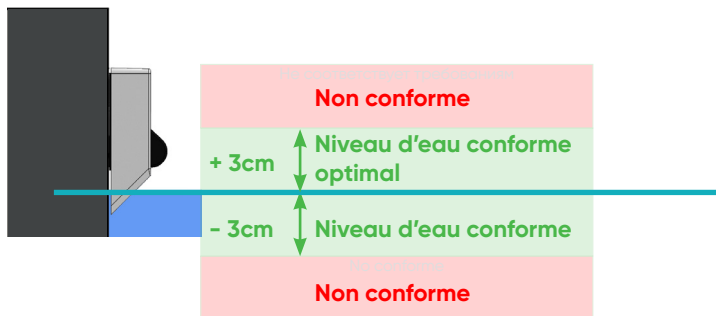 Non conforme
+ 3cm
Niveau d'eau conforme
optimal
- 3cm
Niveau d'eau conforme
Non conforme